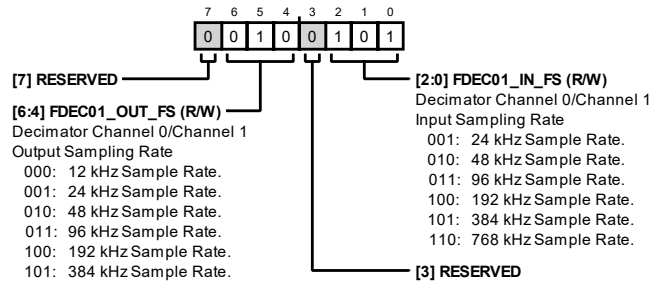 7 6 5 4 3 2 1 0
0 0 1 0 0 1 0 1
[7] RESERVED
[6:4] FDEC01_OUT_FS (R/W)
Decimator Channel 0/Channel 1
Output Sampling Rate
000: 12 kHz Sample Rate.
001: 24 kHz Sample Rate.
010: 48 kHz Sample Rate.
011: 96 kHz Sample Rate.
100: 192 kHz Sample Rate.
101: 384 kHz Sample Rate.
[2:0] FDEC01_IN_FS (R/W)
Decimator Channel 0/Channel 1
Input Sampling Rate
001: 24 kHz Sample Rate.
010: 48 kHz Sample Rate.
011: 96 kHz Sample Rate.
100: 192 kHz Sample Rate.
101: 384 kHz Sample Rate.
110: 768 kHz Sample Rate.
[3] RESERVED